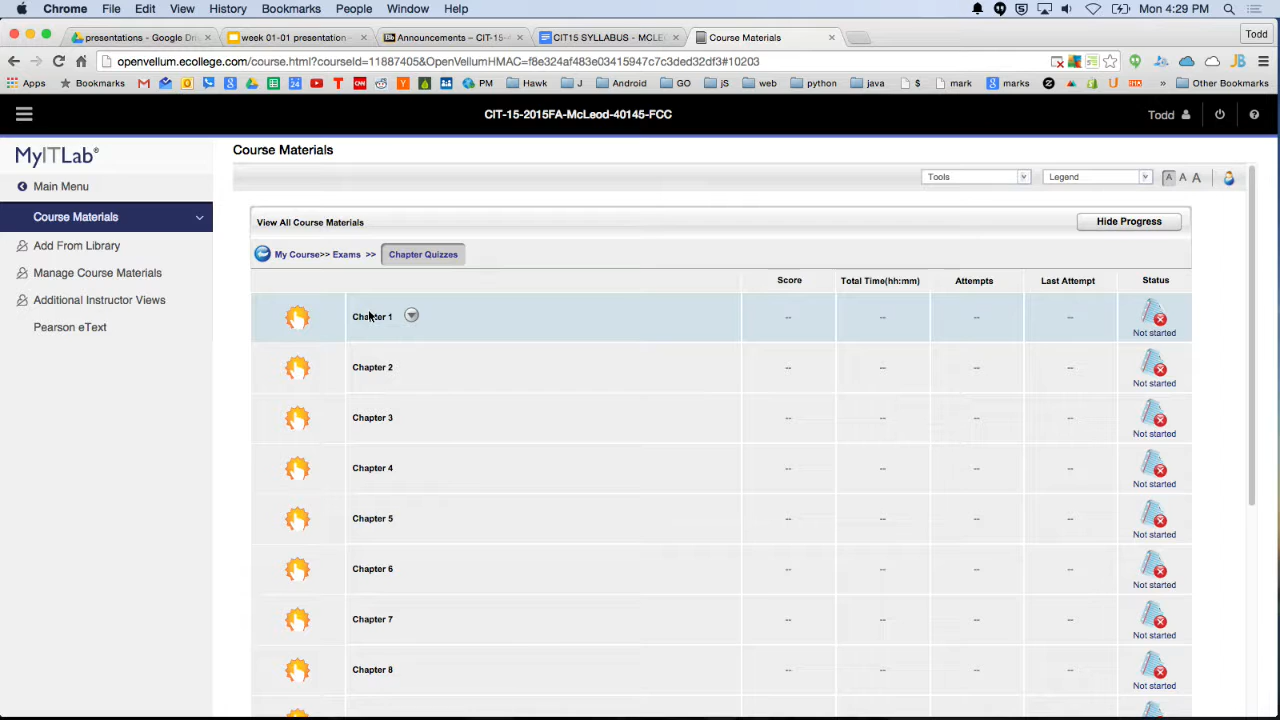 Chrome File Edit View History Bookmarks People Window Help Mon 4:29 PM
presentations - Google Dri week 01-01 presentation - Announcements – CIT-15- CIT15 SYLLABUS - MCLEO Course Materials Todd
openvellum.ecollege.com/course.html?courseId=11887405&OpenVellumHMAC=f8e324af483e03415947c7c3ded32df3#10203
Apps Bookmarks PM Hawk J Android GO jS web python java $ mark marks Other Bookmarks
CIT-15-2015FA-McLeod-40145-FCC Todd
MyITLab®
Main Menu
Course Materials
Add From Library
Manage Course Materials
Additional Instructor Views
Pearson eText
Course Materials
Tools Legend A A A
View All Course Materials Hide Progress
My Course>> Exams >> Chapter Quizzes
Score Total Time(hh:mm) Attempts Last Attempt Status
Chapter 1 -- -- -- -- Not started
Chapter 2 -- -- -- -- Not started
Chapter 3 -- -- -- -- Not started
Chapter 4 -- -- -- -- Not started
Chapter 5 -- -- -- -- Not started
Chapter 6 -- -- -- -- Not started
Chapter 7 -- -- -- -- Not started
Chapter 8 -- -- -- -- Not started